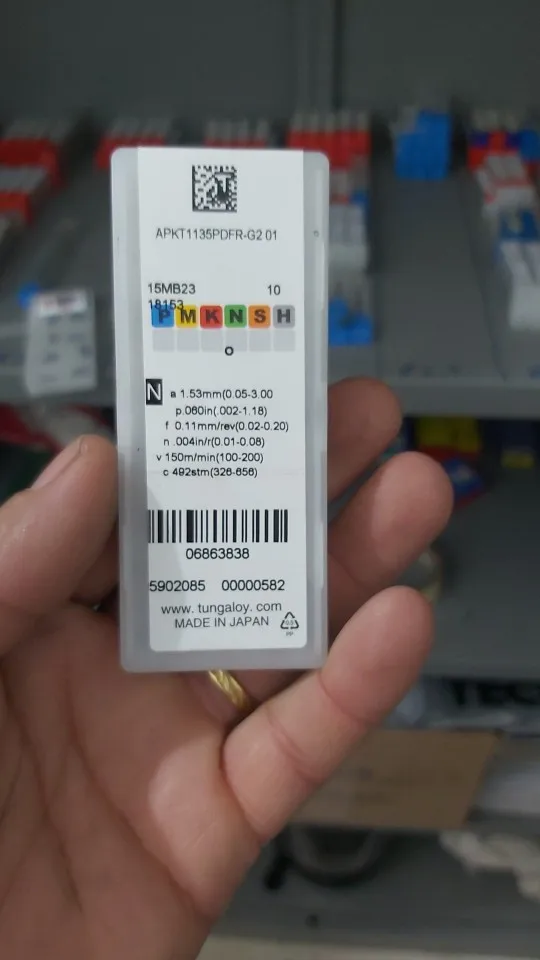 APKT1135PDFR-G2 01
15MB23 10
18153
P M K N S H
o
N a 1.53mm(0.05-3.00
p.060in(.002-1.18)
f 0.11mm/rev(0.02-0.20)
n .004in/r(0.01-0.08)
v 150m/min(100-200)
c 492stm(328-656)
06863838
5902085 00000582
www. tungaloy. com
MADE IN JAPAN
PP